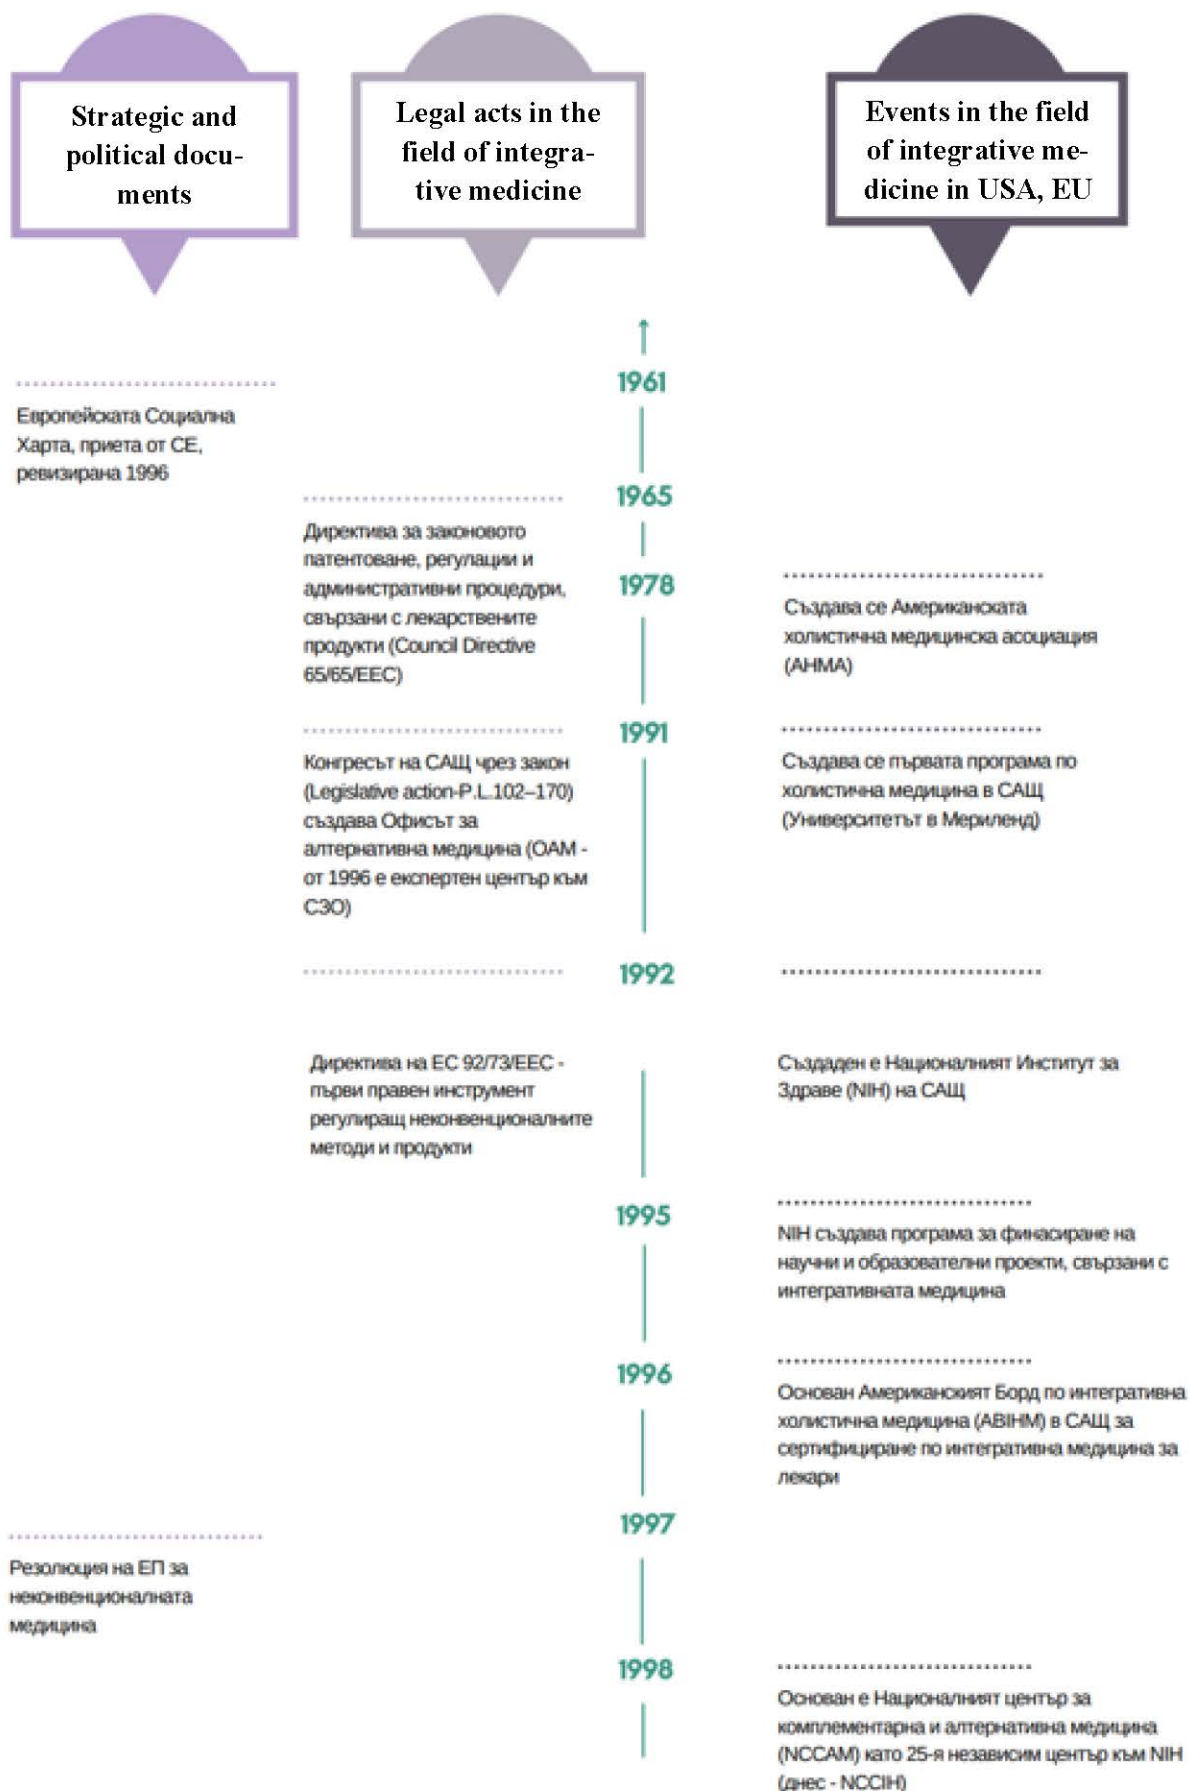 Strategic and
political docu-
ments
Legal acts in the
field of integra-
tive medicine
Events in the field
of integrative me-
dicine in USA, EU
1961
Европейската Социална
Харта, приета от СЕ,
ревизирана 1996
1965
Директива за законовото
патентоване, регулации и
административни процедури,
свързани с лекарствените
продукти (Council Directive
65/65/EEC)
1978
Създава се Американската
холистична медицинска асоциация
(AHMA)
1991
Конгресът на САЩ чрез закон
(Legislative action-P.L.102–170)
създава Офисът за
алтернативна медицина (ОАМ -
от 1996 е експертен център към
СЗО)
Създава се първата програма по
холистична медицина в САЩ
(Университетът в Мериленд)
1992
Директива на ЕС 92/73/EEC -
първи правен инструмент
регулиращ неконвенционалните
методи и продукти
Създаден е Националният Институт за
Здраве (NIH) на САЩ
1995
NIH създава програма за финасиране на
научни и образователни проекти, свързани с
интегративната медицина
1996
Основан Американският Борд по интегративна
холистична медицина (ABIHM) в САЩ за
сертифициране по интегративна медицина за
лекари
1997
Резолюция на ЕП за
неконвенционалната
медицина
1998
Основан е Националният център за
комплементарна и алтернативна медицина
(NCCAM) като 25-я независим център към NIH
(днес - NCCIH)